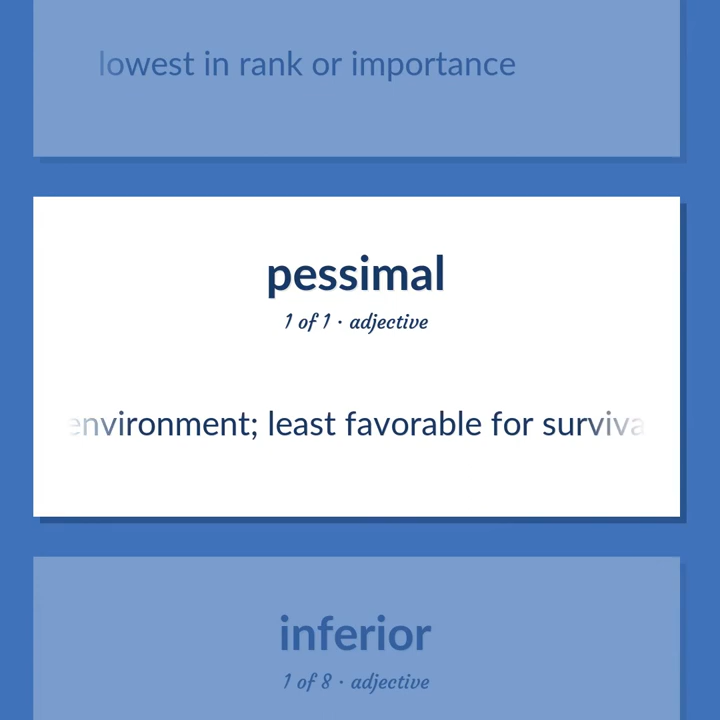 lowest in rank or importance
pessimal
1 of 1 · adjective
environment; least favorable for surviva
inferior
1 of 8 · adjective